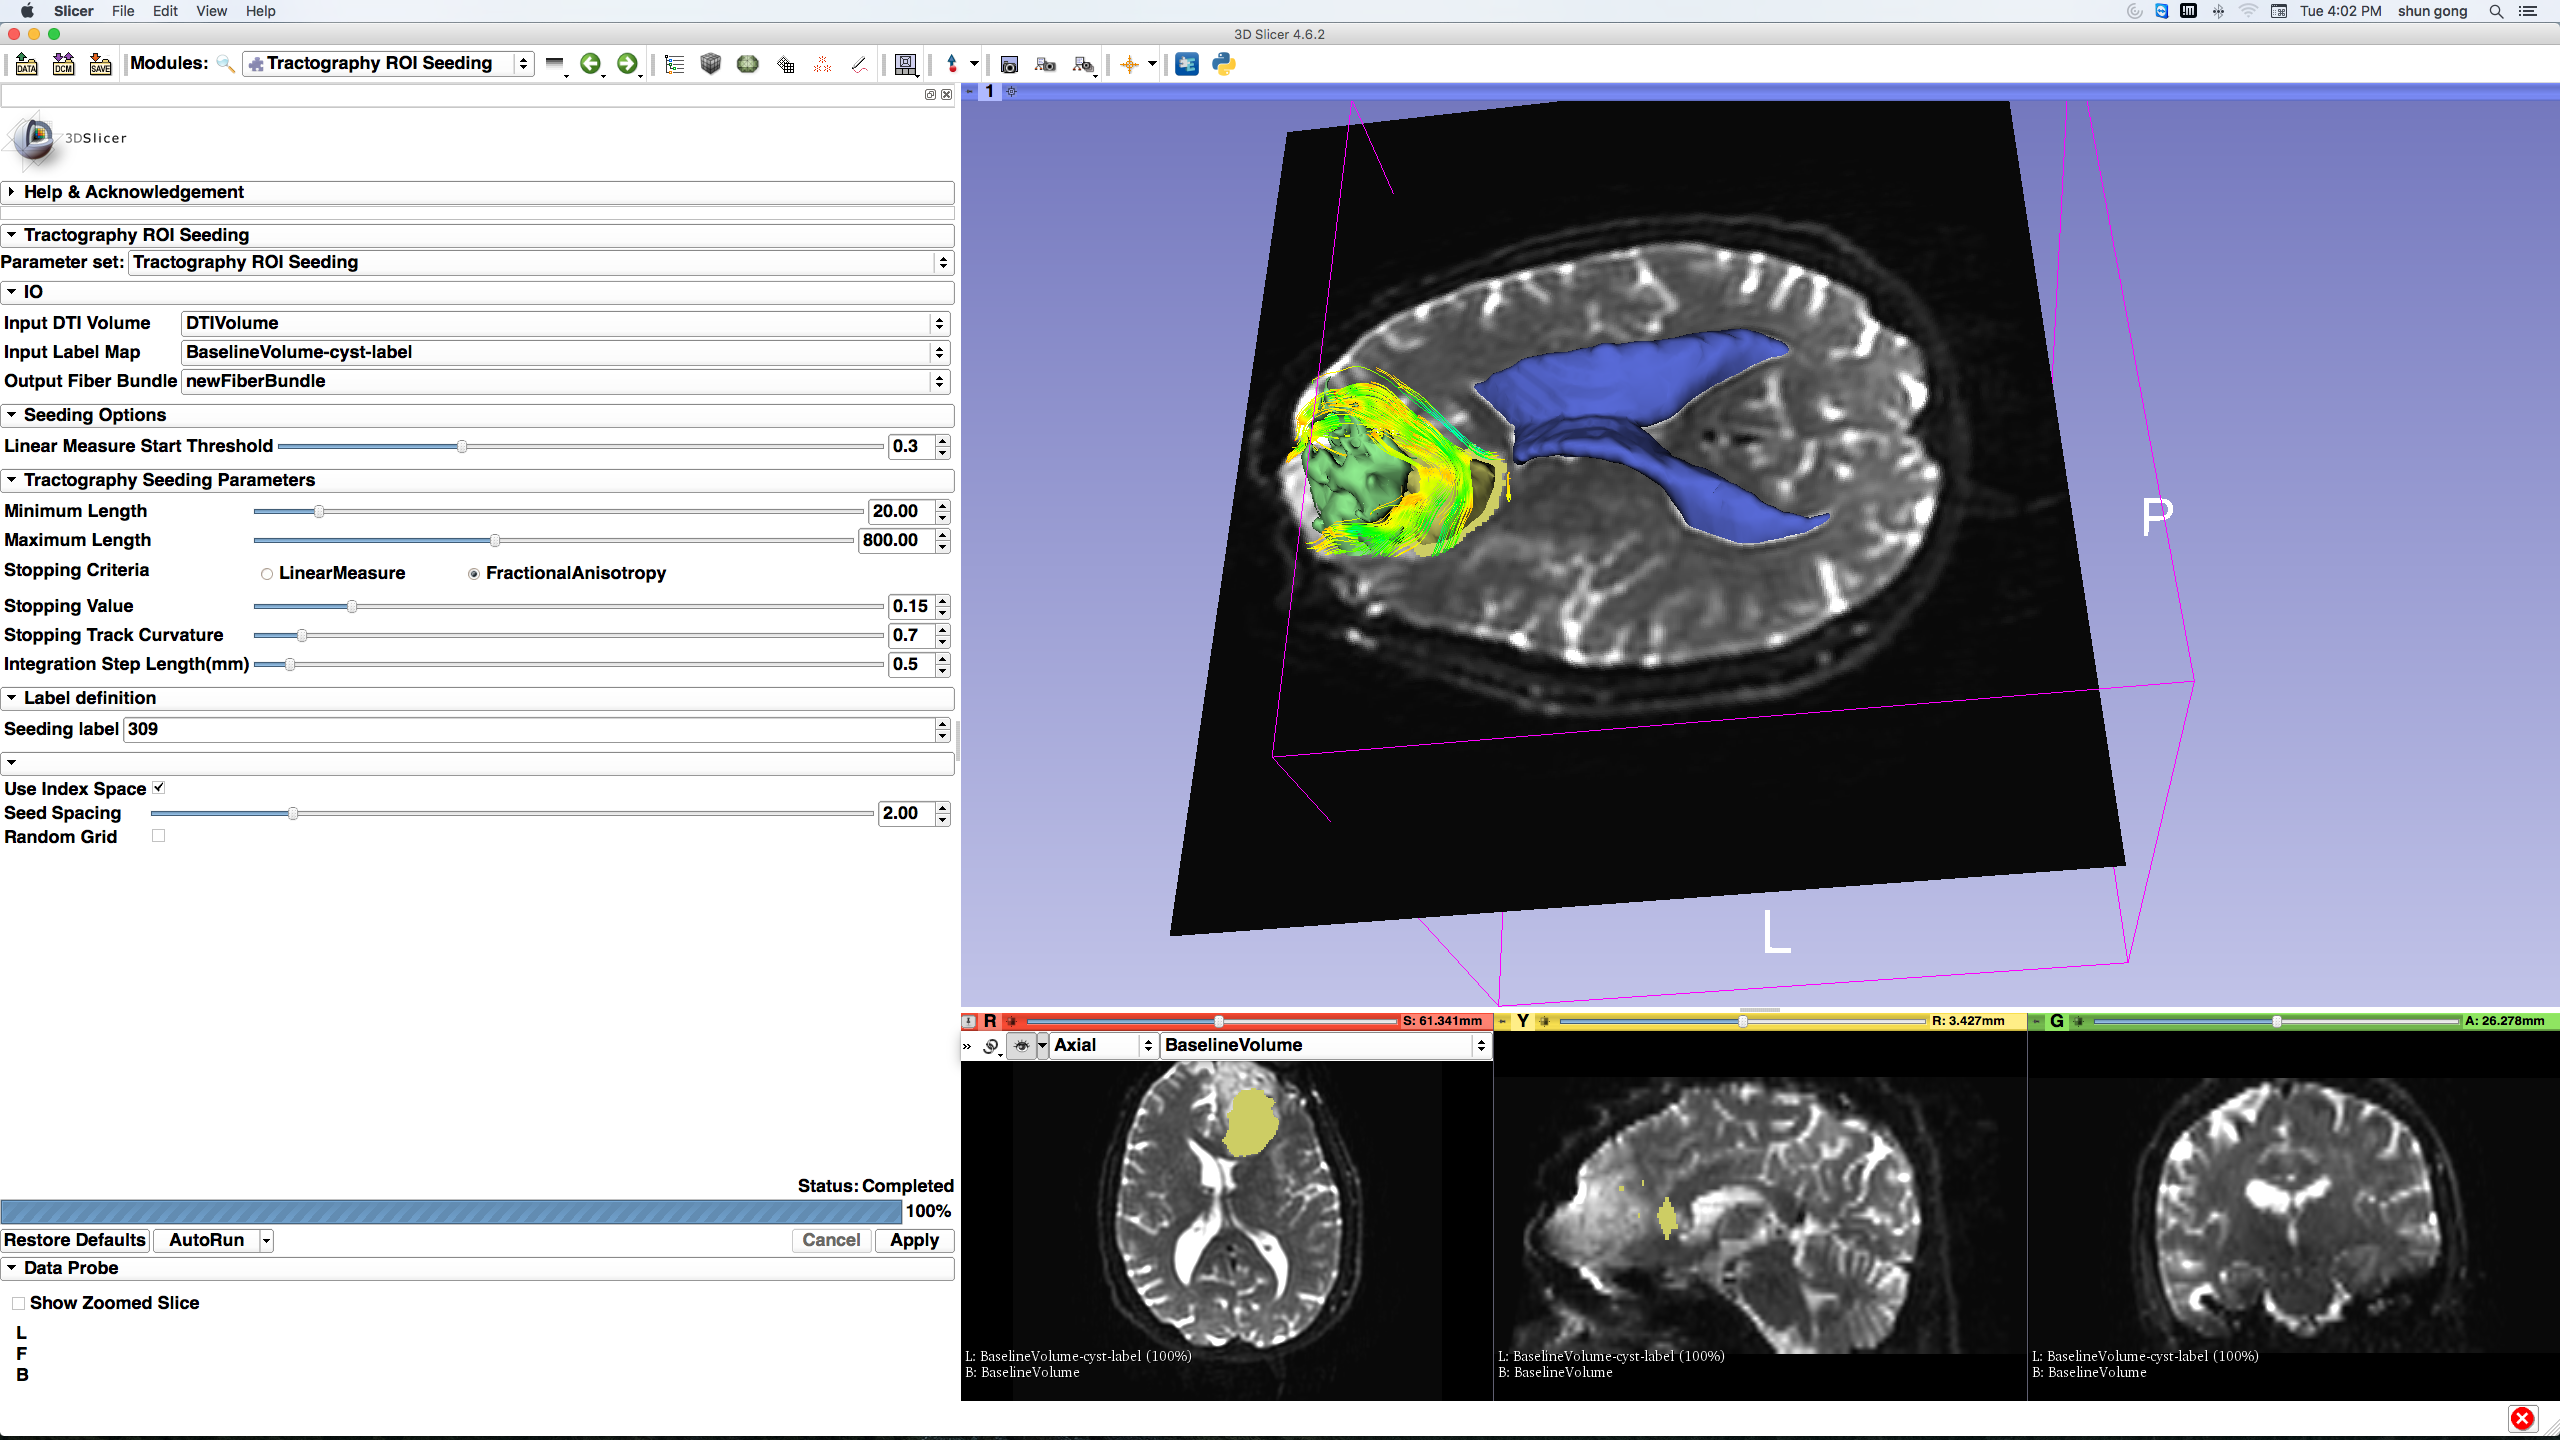 Slicer File Edit View Help Tue 4:02 PM shun gong
3D Slicer 4.6.2
DATA DCM SAVE Modules: Tractography ROI Seeding
1
3DSlicer
Help & Acknowledgement
Tractography ROI Seeding
Parameter set: Tractography ROI Seeding
IO
Input DTI Volume DTIVolume
Input Label Map BaselineVolume-cyst-label
Output Fiber Bundle newFiberBundle
Seeding Options
Linear Measure Start Threshold 0.3
Tractography Seeding Parameters
Minimum Length 20.00
Maximum Length 800.00
Stopping Criteria LinearMeasure FractionalAnisotropy
Stopping Value 0.15
Stopping Track Curvature 0.7
Integration Step Length(mm) 0.5
Label definition
Seeding label 309
Use Index Space
Seed Spacing 2.00
Random Grid
Status: Completed
100%
Restore Defaults AutoRun Cancel Apply
Data Probe
Show Zoomed Slice
L
F
B
P
L
R S: 61.341mm
Axial BaselineVolume
L: BaselineVolume-cyst-label (100%)
B: BaselineVolume
Y R: 3.427mm
L: BaselineVolume-cyst-label (100%)
B: BaselineVolume
G A: 26.278mm
L: BaselineVolume-cyst-label (100%)
B: BaselineVolume